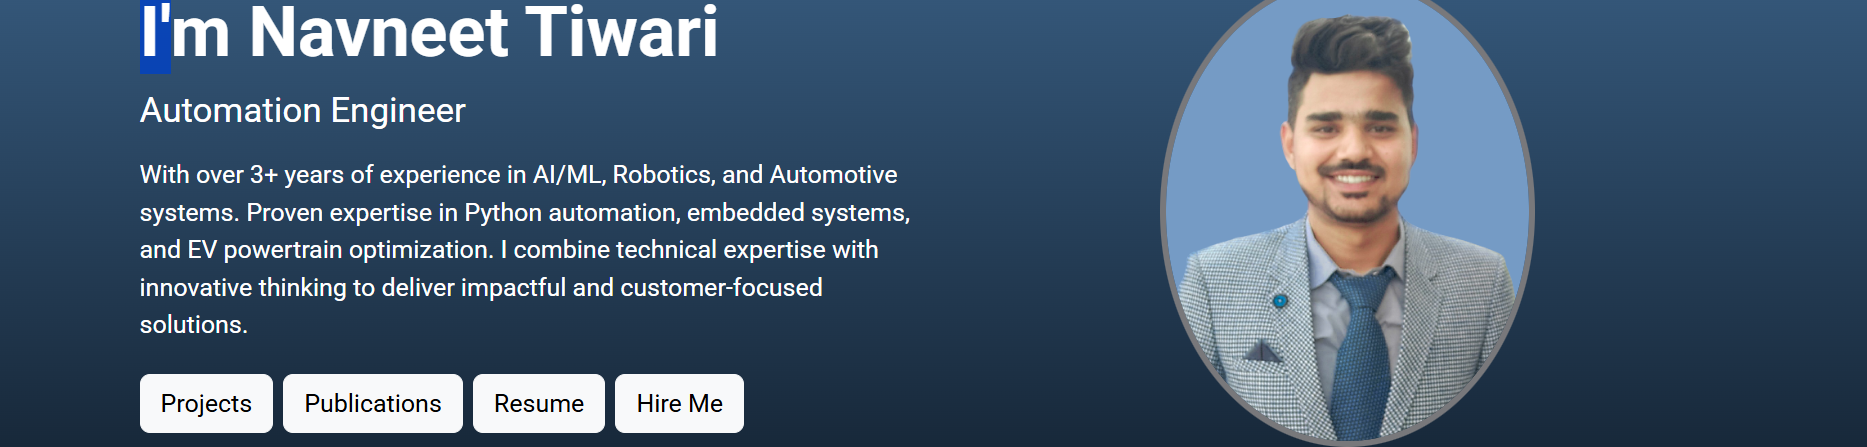 I'm Navneet Tiwari
Automation Engineer
With over 3+ years of experience in AI/ML, Robotics, and Automotive
systems. Proven expertise in Python automation, embedded systems,
and EV powertrain optimization. I combine technical expertise with
innovative thinking to deliver impactful and customer-focused
solutions.
Projects Publications Resume Hire Me